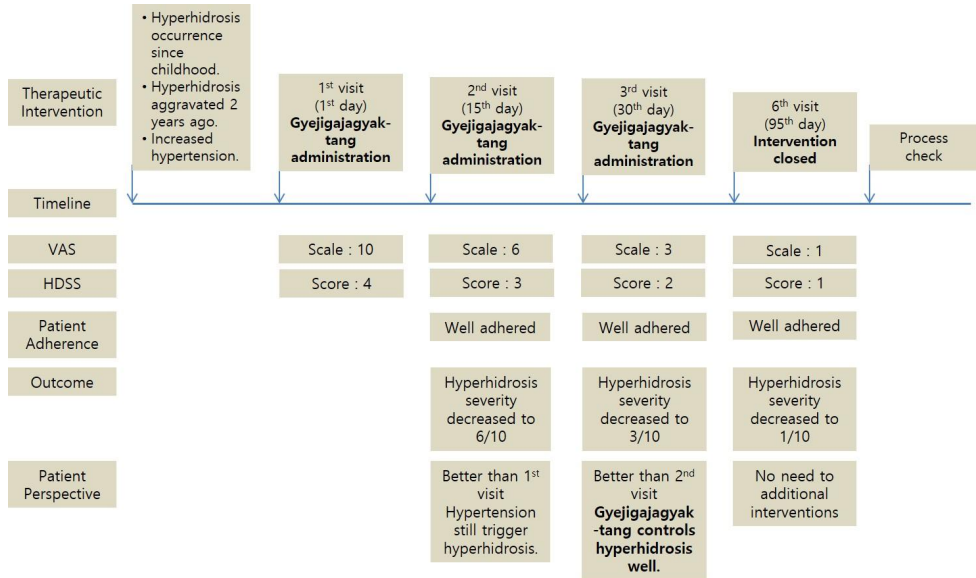 Therapeutic
Intervention
• Hyperhidrosis
occurrence
since
childhood.
• Hyperhidrosis
aggravated 2
years ago.
• Increased
hypertension.
1st visit
(1st day)
Gyejigajagyak-
tang
administration
2nd visit
(15th day)
Gyejigajagyak-
tang
administration
3rd visit
(30th day)
Gyejigajagyak-
tang
administration
6th visit
(95th day)
Intervention
closed
Process
check
Timeline
VAS
Scale : 10
Scale : 6
Scale : 3
Scale : 1
HDSS
Score : 4
Score : 3
Score : 2
Score : 1
Patient
Adherence
Well adhered
Well adhered
Well adhered
Outcome
Hyperhidrosis
severity
decreased to
6/10
Hyperhidrosis
severity
decreased to
3/10
Hyperhidrosis
severity
decreased to
1/10
Patient
Perspective
Better than 1st
visit
Hypertension
still trigger
hyperhidrosis.
Better than 2nd
visit
Gyejigajagyak
-tang controls
hyperhidrosis
well.
No need to
additional
interventions